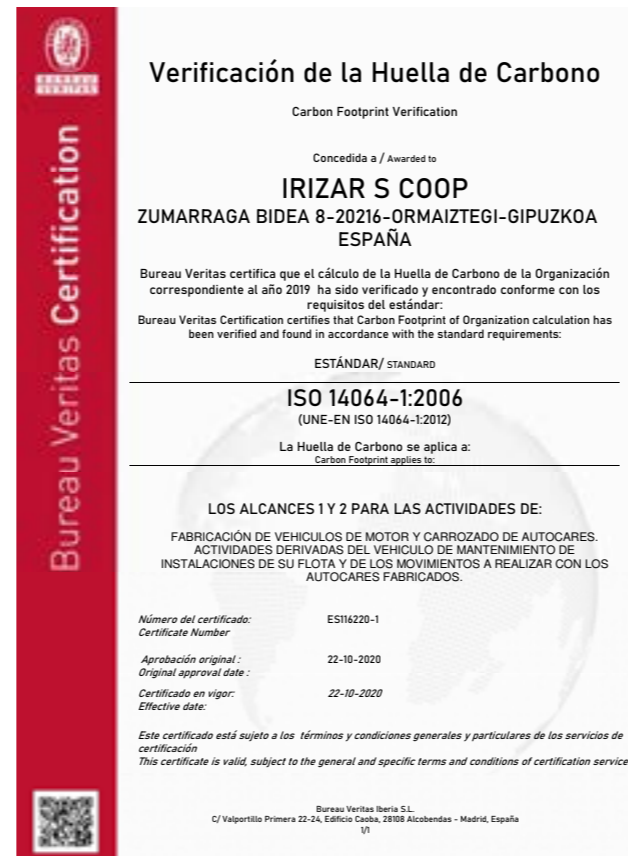 BUREAU
VERITAS
Bureau Veritas Certification
Verificación de la Huella de Carbono
Carbon Footprint Verification
Concedida a / Awarded to
IRIZAR S COOP
ZUMARRAGA BIDEA 8-20216-ORMAIZTEGI-GIPUZKOA
ESPAÑA
Bureau Veritas certifica que el cálculo de la Huella de Carbono de la Organización
correspondiente al año 2019 ha sido verificado y encontrado conforme con los
requisitos del estándar:
Bureau Veritas Certification certifies that Carbon Footprint of Organization calculation has
been verified and found in accordance with the standard requirements:
ESTÁNDAR/ STANDARD
ISO 14064-1:2006
(UNE-EN ISO 14064-1:2012)
La Huella de Carbono se aplica a:
Carbon Footprint applies to:
LOS ALCANCES 1 Y 2 PARA LAS ACTIVIDADES DE:
FABRICACIÓN DE VEHICULOS DE MOTOR Y CARROZADO DE AUTOCARES.
ACTIVIDADES DERIVADAS DEL VEHICULO DE MANTENIMIENTO DE
INSTALACIONES DE SU FLOTA Y DE LOS MOVIMIENTOS A REALIZAR CON LOS
AUTOCARES FABRICADOS.
Número del certificado: ES116220-1
Certificate Number
Aprobación original : 22-10-2020
Original approval date :
Certificado en vigor: 22-10-2020
Effective date:
Este certificado está sujeto a los términos y condiciones generales y particulares de los servicios de
certificación
This certificate is valid, subject to the general and specific terms and conditions of certification service
Bureau Veritas Iberia S.L.
C/ Valportillo Primera 22-24, Edificio Caoba, 28108 Alcobendas - Madrid, España
1/1